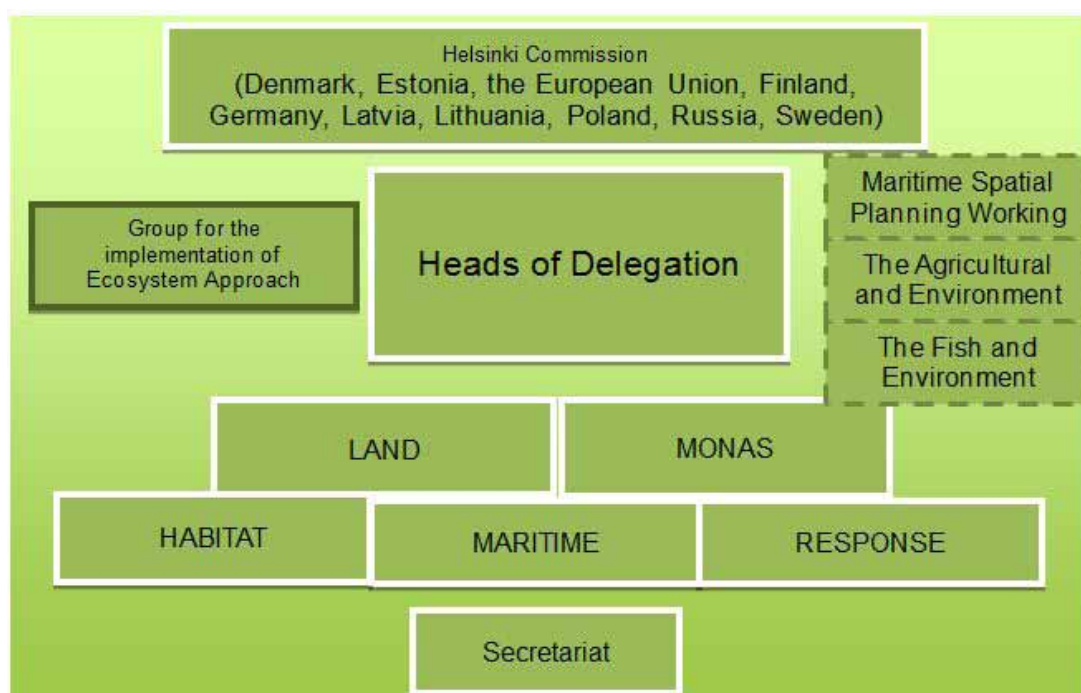 Helsinki Commission
(Denmark, Estonia, the European Union, Finland,
Germany, Latvia, Lithuania, Poland, Russia, Sweden)
Group for the
implementation of
Ecosystem Approach
Heads of Delegation
Maritime Spatial
Planning Working
The Agricultural
and Environment
The Fish and
Environment
LAND
MONAS
HABITAT
MARITIME
RESPONSE
Secretariat